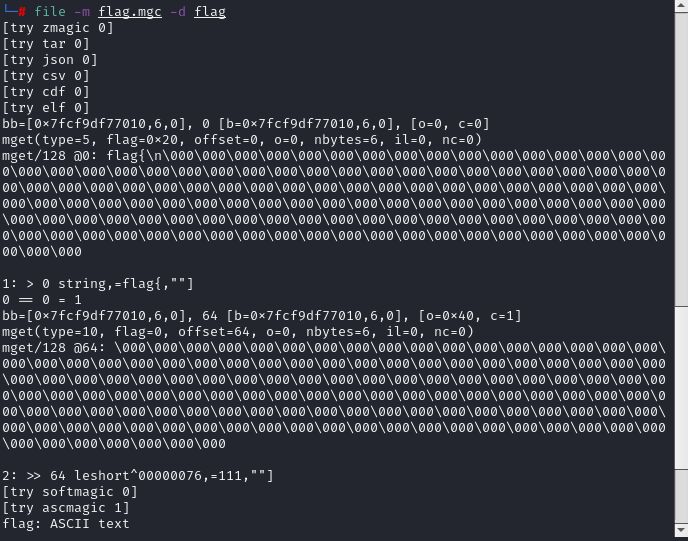 └─# file -m flag.mgc -d flag
[try zmagic 0]
[try tar 0]
[try json 0]
[try csv 0]
[try cdf 0]
[try elf 0]
bb=[0x7fcf9df77010,6,0], 0 [b=0x7fcf9df77010,6,0], [o=0, c=0]
mget(type=5, flag=0x20, offset=0, o=0, nbytes=6, il=0, nc=0)
mget/128 @0: flag{\n\000\000\000\000\000\000\000\000\000\000\000\000\000\000\000\00
0\000\000\000\000\000\000\000\000\000\000\000\000\000\000\000\000\000\000\000\000\0
00\000\000\000\000\000\000\000\000\000\000\000\000\000\000\000\000\000\000\000\000\
000\000\000\000\000\000\000\000\000\000\000\000\000\000\000\000\000\000\000\000\000
\000\000\000\000\000\000\000\000\000\000\000\000\000\000\000\000\000\000\000\000\00
0\000\000\000\000\000\000\000\000\000\000\000\000\000\000\000\000\000\000\000\000\0
00\000\000
1: > 0 string,=flag{,""]
0 == 0 = 1
bb=[0x7fcf9df77010,6,0], 64 [b=0x7fcf9df77010,6,0], [o=0x40, c=1]
mget(type=10, flag=0, offset=64, o=0, nbytes=6, il=0, nc=0)
mget/128 @64: \000\000\000\000\000\000\000\000\000\000\000\000\000\000\000\000\000\
000\000\000\000\000\000\000\000\000\000\000\000\000\000\000\000\000\000\000\000\000
\000\000\000\000\000\000\000\000\000\000\000\000\000\000\000\000\000\000\000\000\00
0\000\000\000\000\000\000\000\000\000\000\000\000\000\000\000\000\000\000\000\000\0
00\000\000\000\000\000\000\000\000\000\000\000\000\000\000\000\000\000\000\000\000\
000\000\000\000\000\000\000\000\000\000\000\000\000\000\000\000\000\000\000\000\000
\000\000\000\000\000\000\000
2: >> 64 leshort^00000076,=111,""]
[try softmagic 0]
[try ascmagic 1]
flag: ASCII text